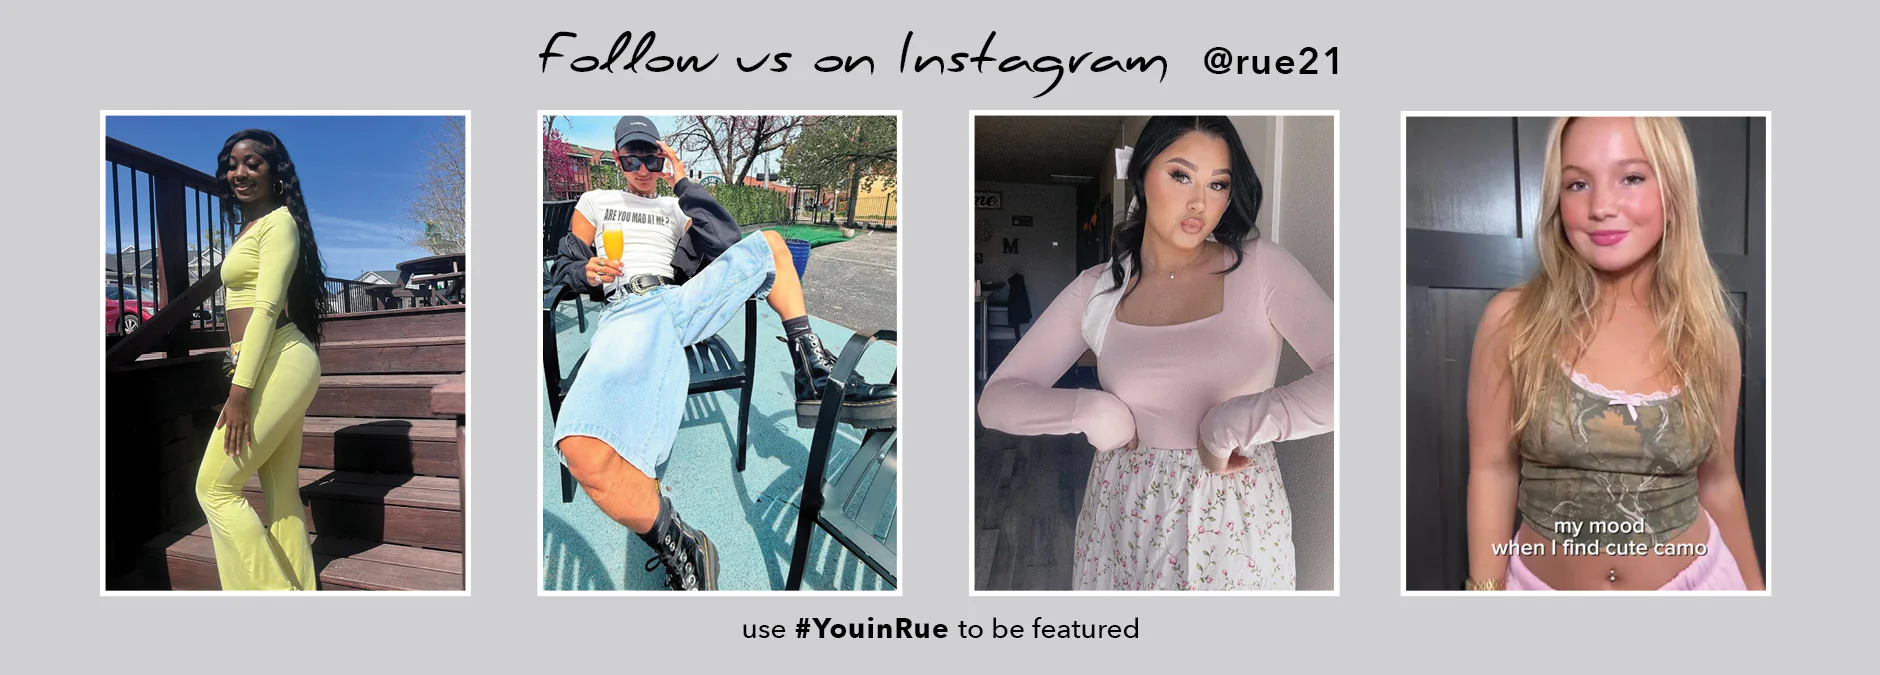 Follow us on Instagram @rue21
ARE YOU MAD AT ME?
me
M
my mood
when I find cute camo
use #YouinRue to be featured